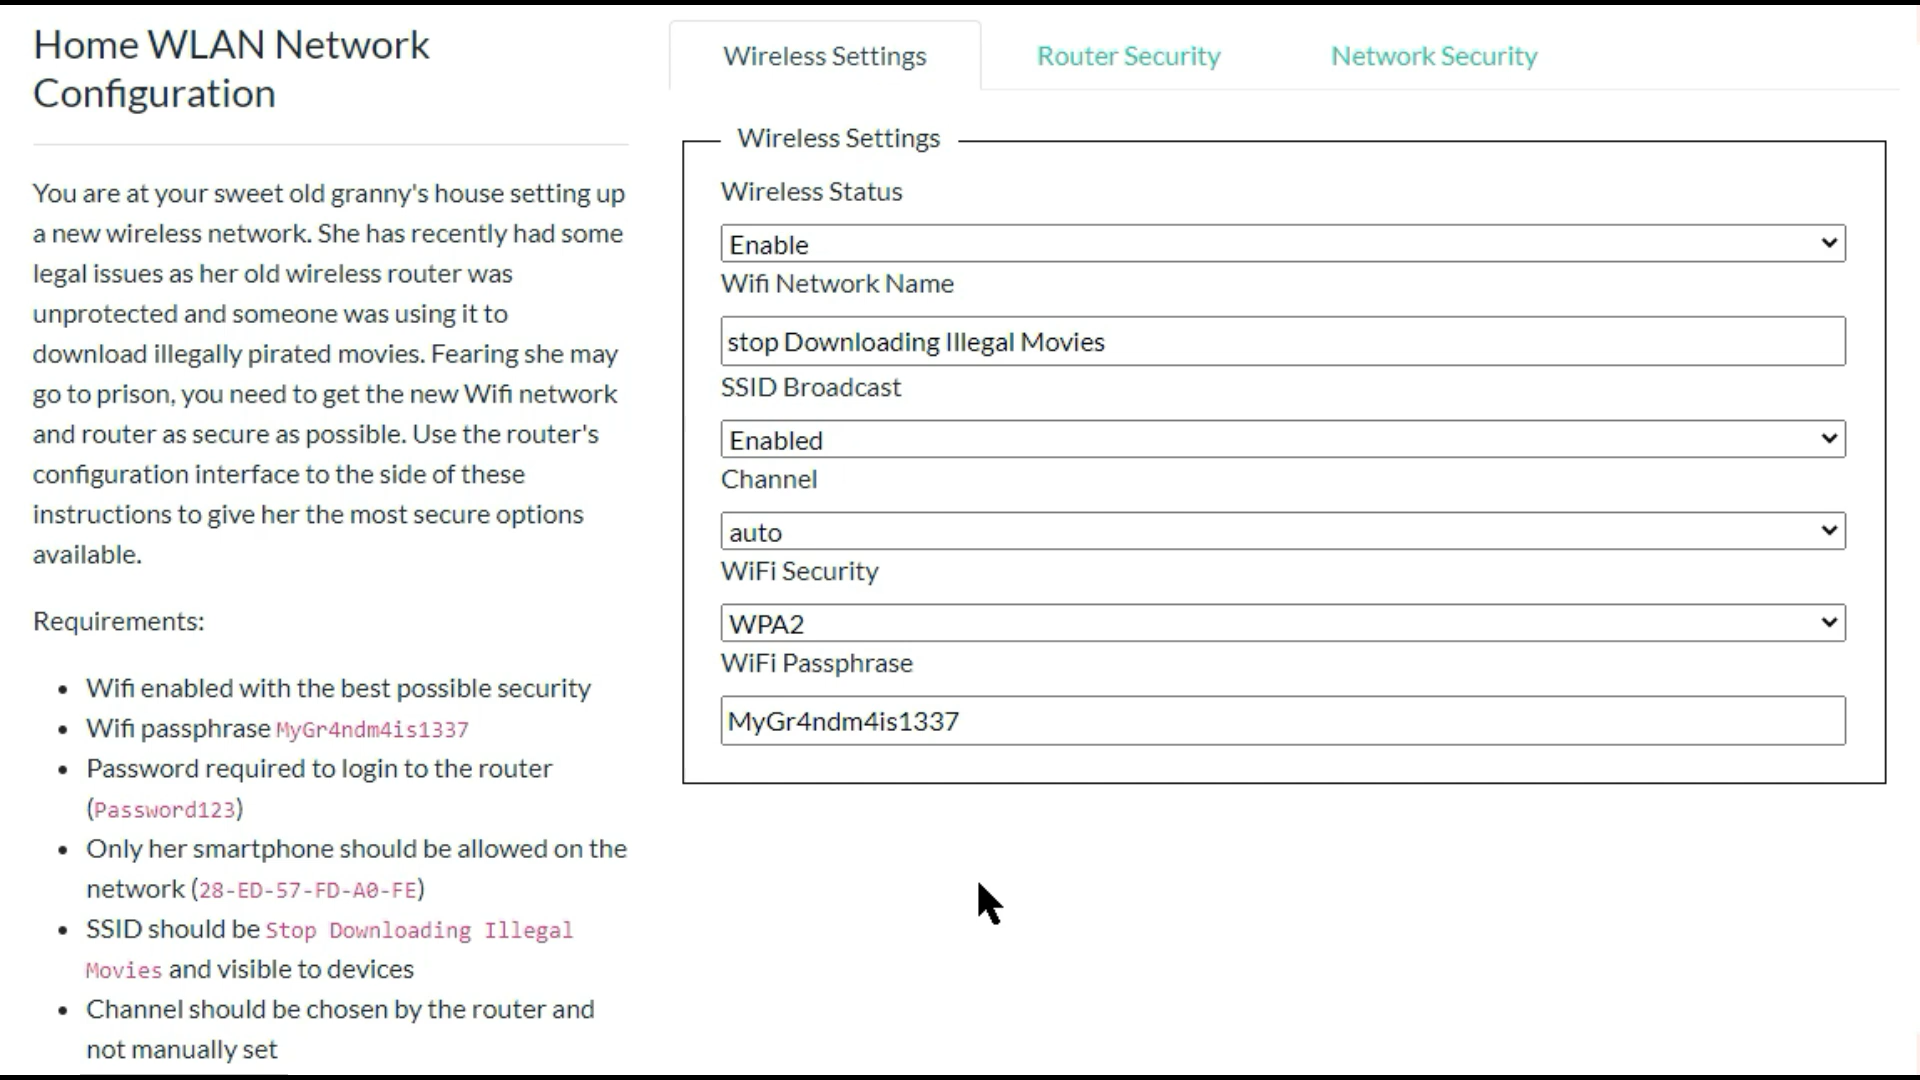 Home WLAN Network
Configuration
You are at your sweet old granny's house setting up
a new wireless network. She has recently had some
legal issues as her old wireless router was
unprotected and someone was using it to
download illegally pirated movies. Fearing she may
go to prison, you need to get the new Wifi network
and router as secure as possible. Use the router's
configuration interface to the side of these
instructions to give her the most secure options
available.
Requirements:
• Wifi enabled with the best possible security
• Wifi passphrase MyGr4ndm4is1337
• Password required to login to the router
(Password123)
• Only her smartphone should be allowed on the
network (28-ED-57-FD-A0-FE)
• SSID should be Stop Downloading Illegal
Movies and visible to devices
• Channel should be chosen by the router and
not manually set
Wireless Settings
Router Security
Network Security
Wireless Settings
Wireless Status
Enable
Wifi Network Name
stop Downloading Illegal Movies
SSID Broadcast
Enabled
Channel
auto
WiFi Security
WPA2
WiFi Passphrase
MyGr4ndm4is1337